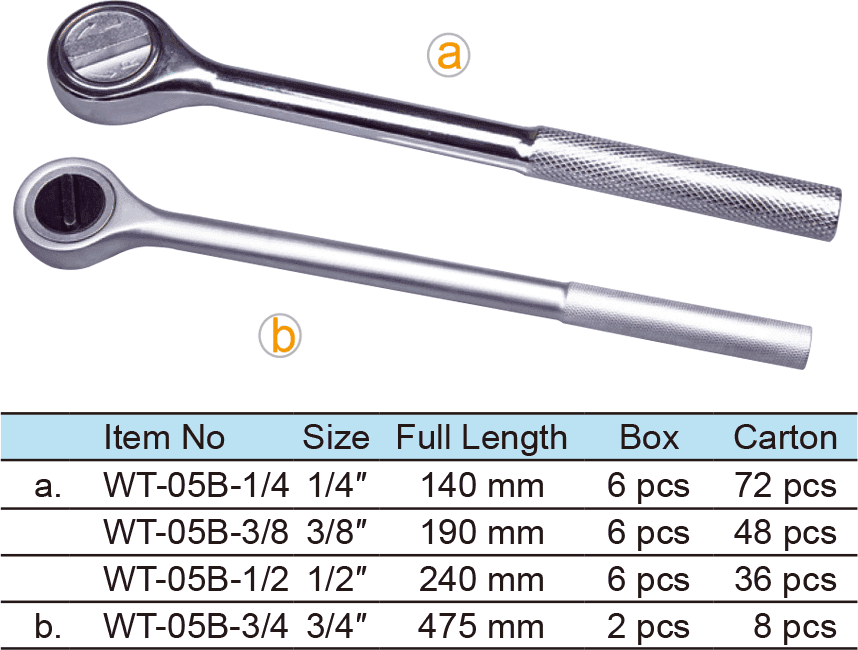 a
b
Item No Size Full Length Box Carton
a. WT-05B-1/4 1/4″ 140 mm 6 pcs 72 pcs
WT-05B-3/8 3/8″ 190 mm 6 pcs 48 pcs
WT-05B-1/2 1/2″ 240 mm 6 pcs 36 pcs
b. WT-05B-3/4 3/4″ 475 mm 2 pcs 8 pcs